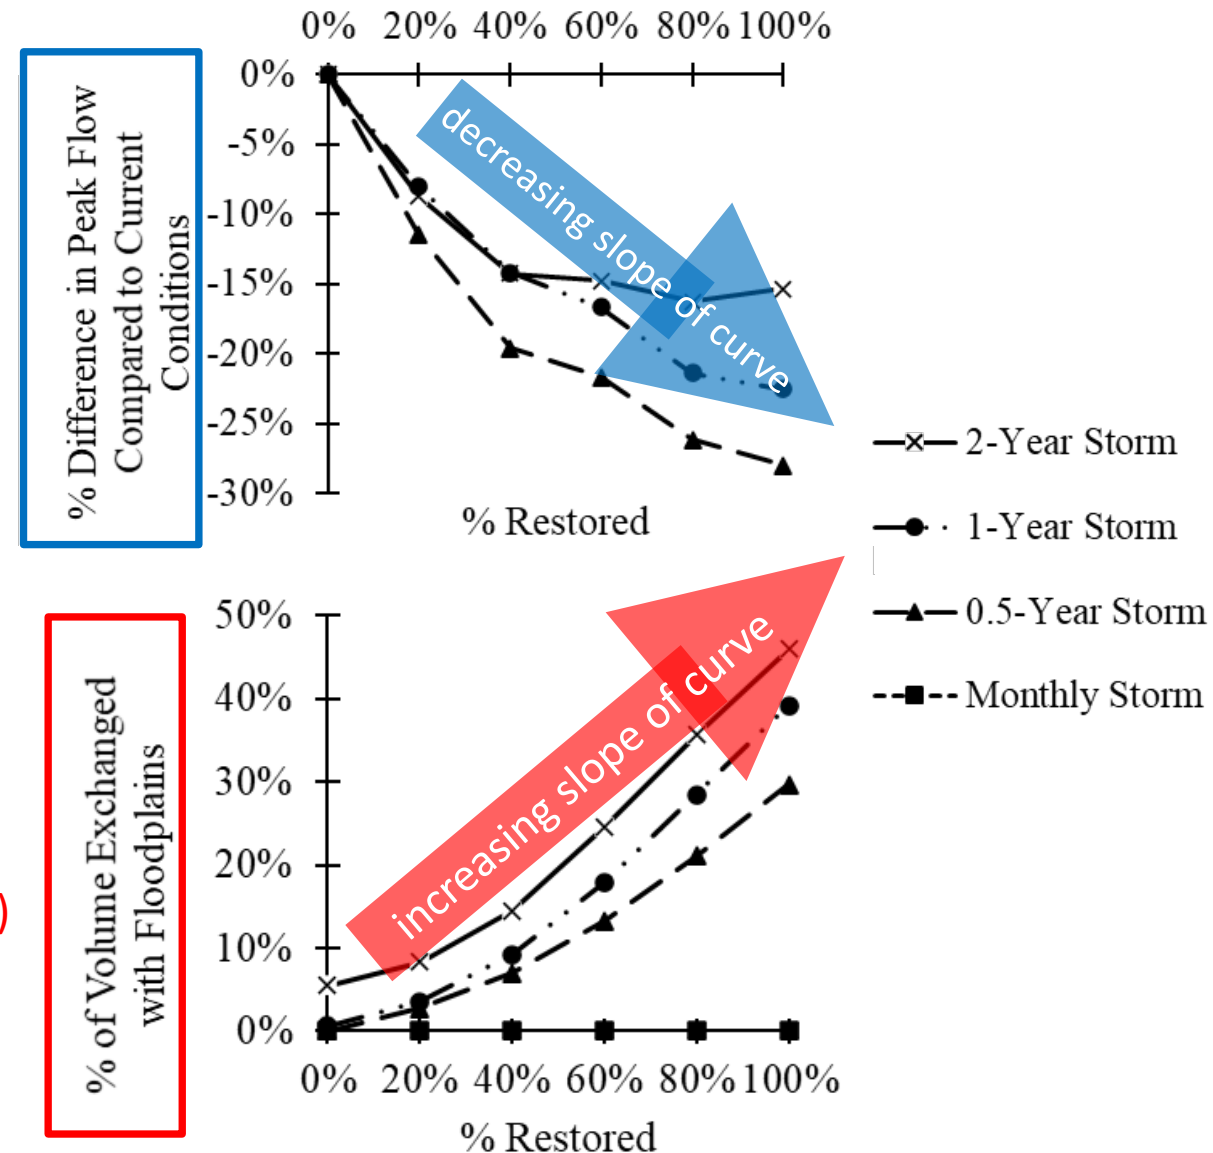 0% 20% 40% 60% 80% 100%
0%
-5%
-10%
-15%
-20%
-25%
-30%
% Difference in Peak Flow
Compared to Current
Conditions
decreasing slope of curve
% Restored
2-Year Storm
1-Year Storm
0.5-Year Storm
Monthly Storm
50%
40%
30%
20%
10%
0%
% of Volume Exchanged
with Floodplains
)
increasing slope of curve
0% 20% 40% 60% 80% 100%
% Restored